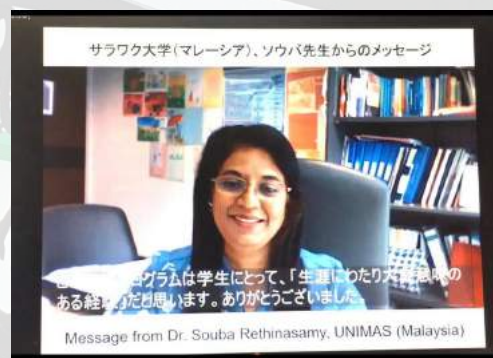 サラワク大学(マレーシア)、ソウバ先生からのメッセージ
ログラムは学生にとって、「生涯にわたり大
ある経 だと思います。ありがとうございました
Message from Dr. Souba Rethinasamy, UNIMAS (Malaysia)